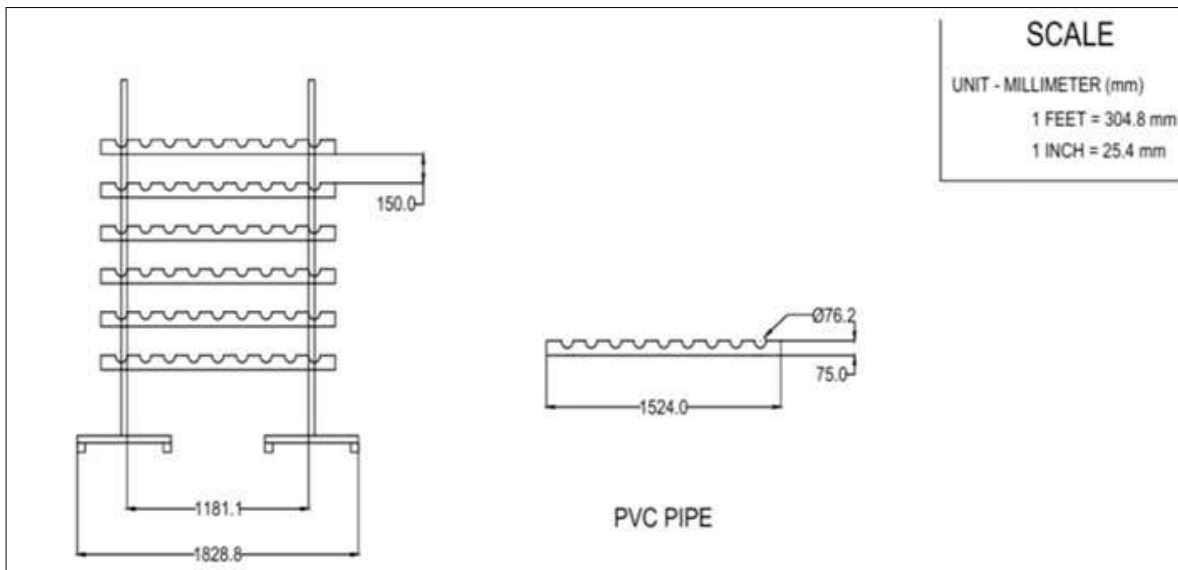 SCALE
UNIT - MILLIMETER (mm)
1 FEET = 304.8 mm
1 INCH = 25.4 mm
150.0
Ø76.2
75.0
1524.0
1181.1
1828.8
PVC PIPE